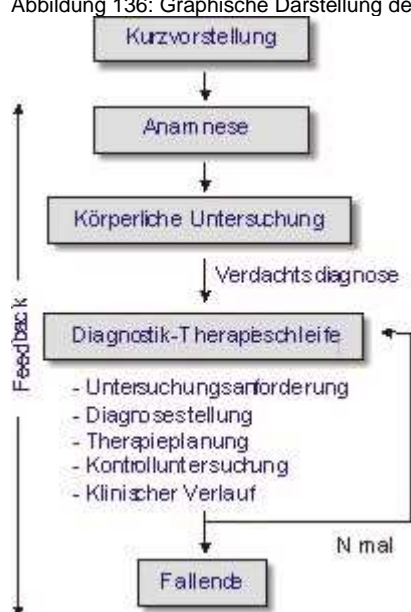 Abbildung 136: Graphische Darstellung de
Kurzvorstellung
Anamnese
Körperliche Untersuchung
Verdachtsdiagnose
Feedback
Diagnostik-Therapieschleife
- Untersuchungsanforderung
- Diagnosestellung
- Therapieplanung
- Kontrolluntersuchung
- Klinischer Verlauf
N mal
Fallende